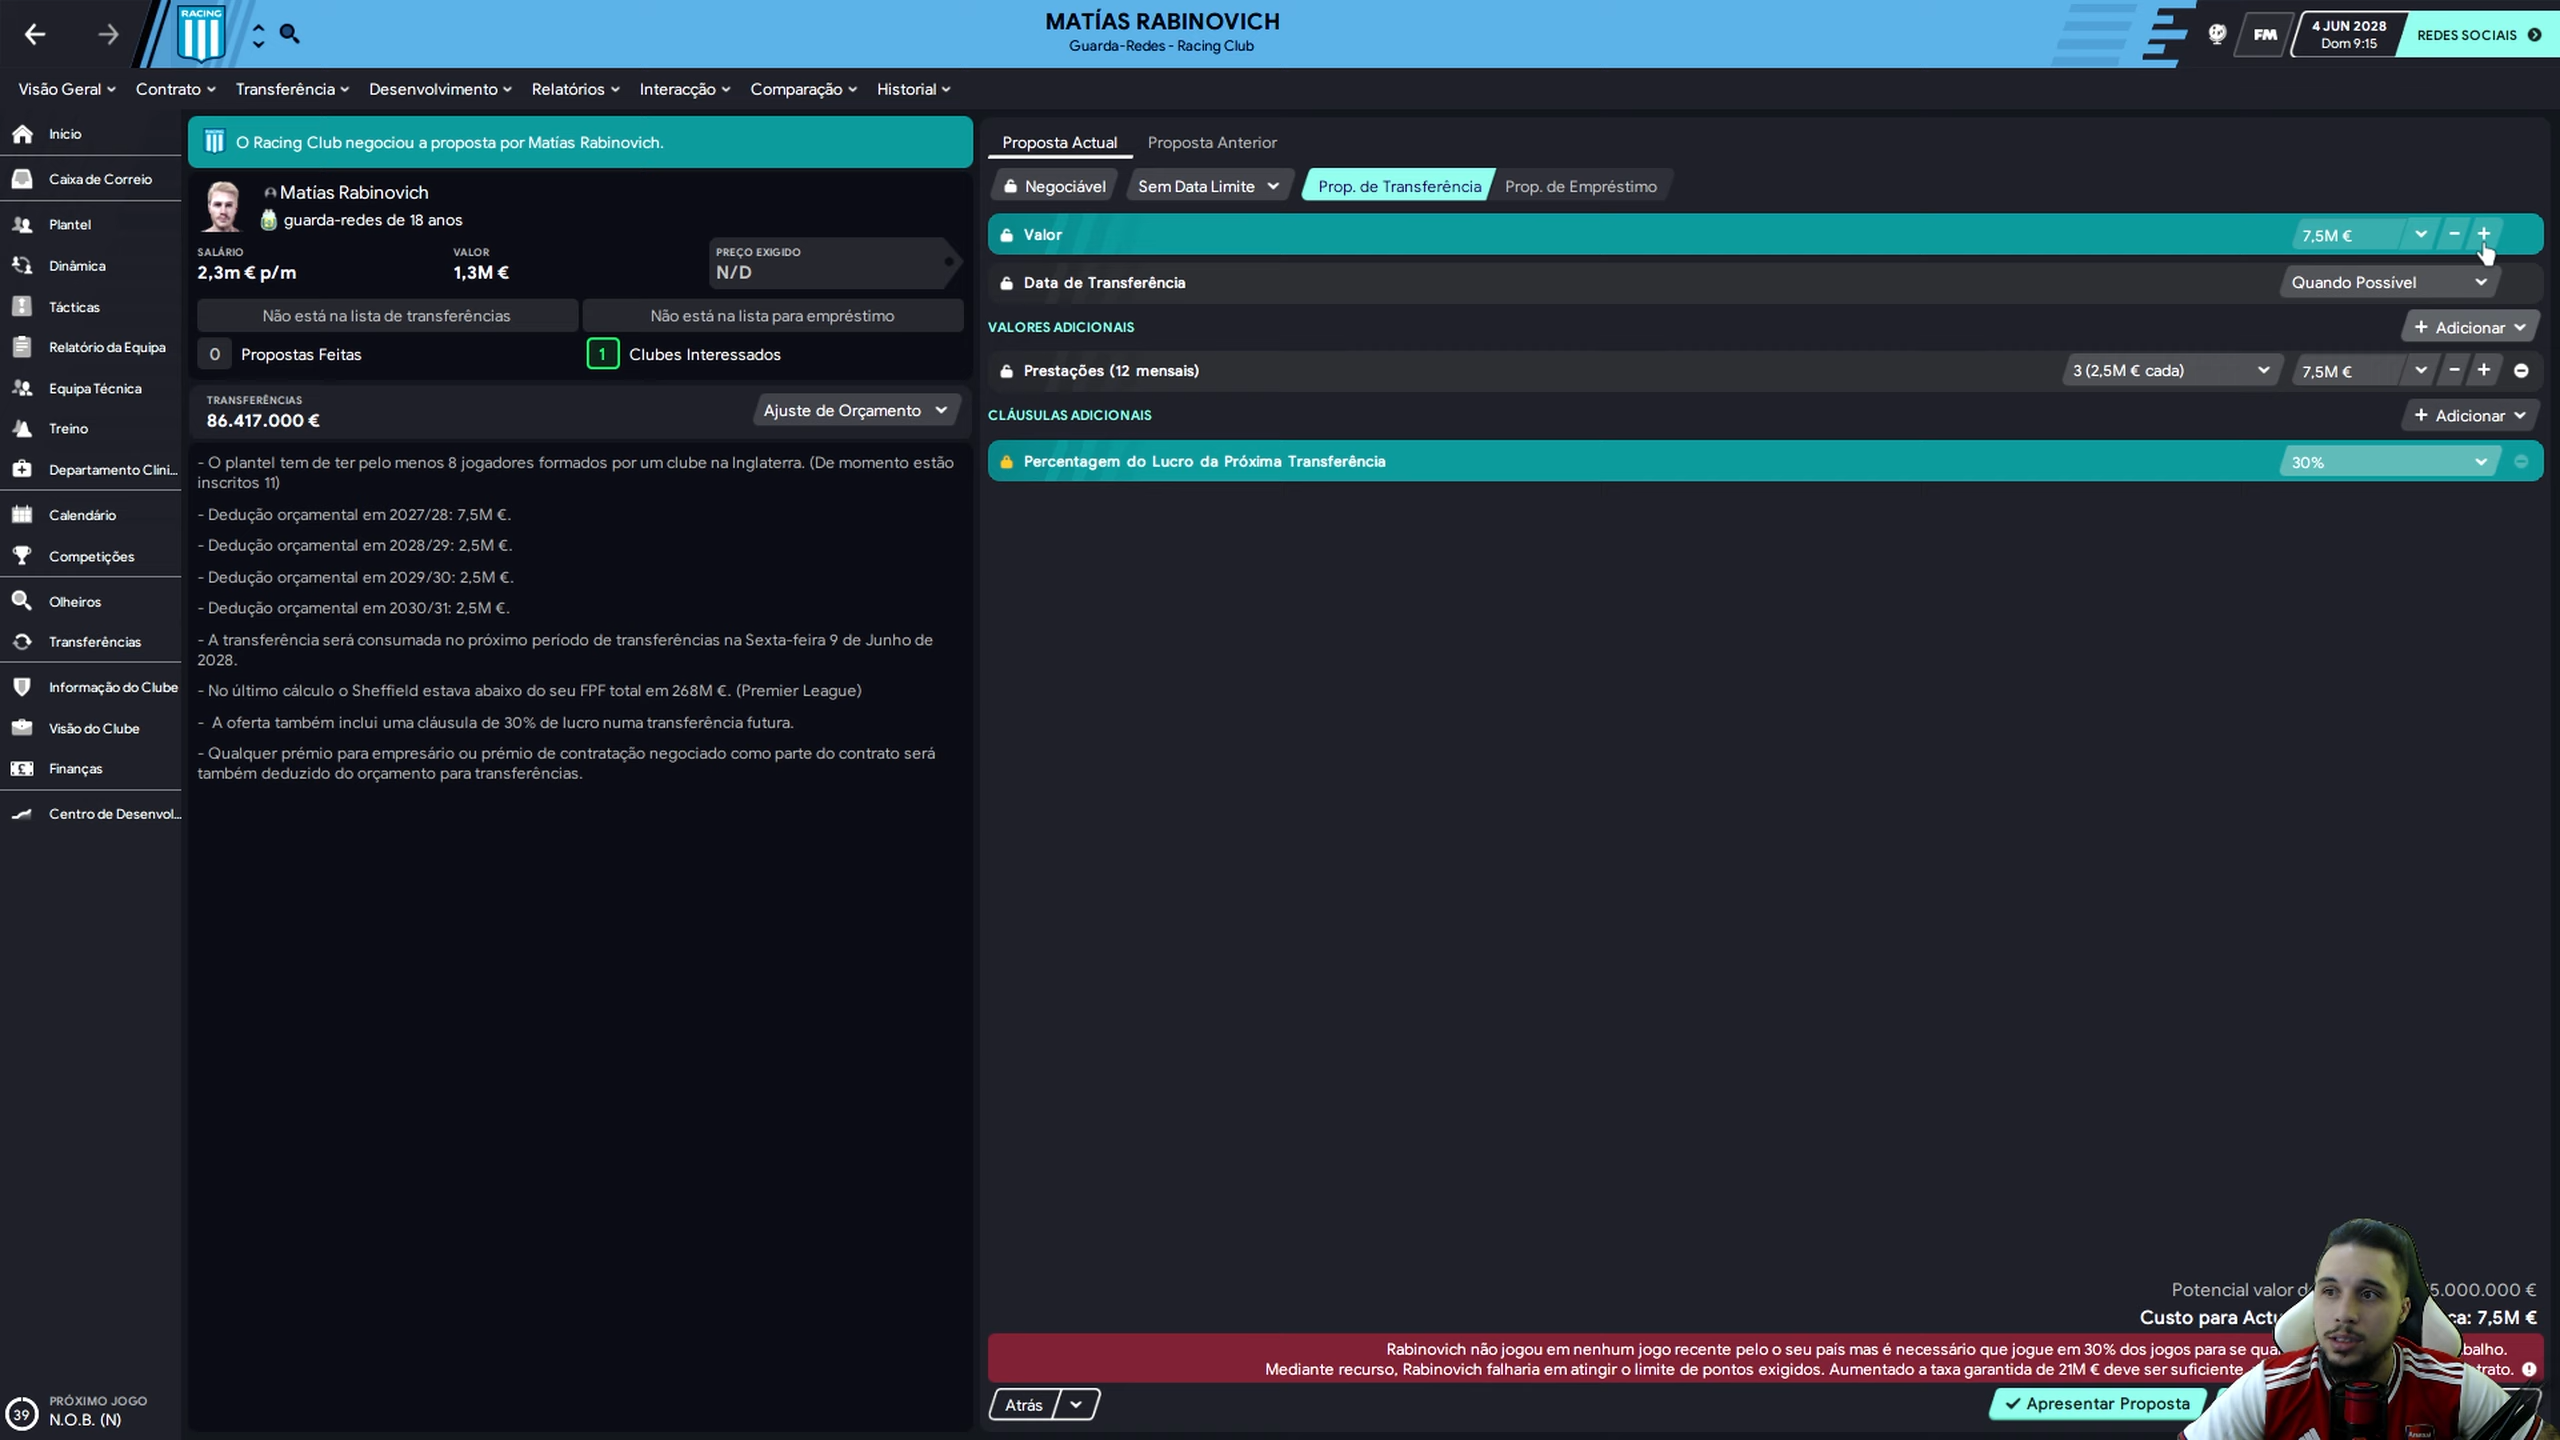 RACING
MATÍAS RABINOVICH
Guarda-Redes - Racing Club
FM
4 JUN 2028
Dom 9:15
REDES SOCIAIS
Visão Geral
Contrato
Transferência
Desenvolvimento
Relatórios
Interacção
Comparação
Historial
Início
Caixa de Correio
Plantel
Dinâmica
Tácticas
Relatório da Equipa
Equipa Técnica
Treino
Departamento Clíni...
Calendário
Competições
Olheiros
Transferências
Informação do Clube
Visão do Clube
Finanças
Centro de Desenvol...
39
PRÓXIMO JOGO
N.O.B. (N)
O Racing Club negociou a proposta por Matías Rabinovich.
Matías Rabinovich
guarda-redes de 18 anos
SALÁRIO
2,3m € p/m
VALOR
1,3M €
PREÇO EXIGIDO
N/D
Não está na lista de transferências
Não está na lista para empréstimo
0 Propostas Feitas
1 Clubes Interessados
TRANSFERÊNCIAS
86.417.000 €
Ajuste de Orçamento
- O plantel tem de ter pelo menos 8 jogadores formados por um clube na Inglaterra. (De momento estão
inscritos 11)
- Dedução orçamental em 2027/28: 7,5M €.
- Dedução orçamental em 2028/29: 2,5M €.
- Dedução orçamental em 2029/30: 2,5M €.
- Dedução orçamental em 2030/31: 2,5M €.
- A transferência será consumada no próximo período de transferências na Sexta-feira 9 de Junho de
2028.
- No último cálculo o Sheffield estava abaixo do seu FPF total em 268M €. (Premier League)
- A oferta também inclui uma cláusula de 30% de lucro numa transferência futura.
- Qualquer prémio para empresário ou prémio de contratação negociado como parte do contrato será
também deduzido do orçamento para transferências.
Proposta Actual
Proposta Anterior
Negociável
Sem Data Limite
Prop. de Transferência
Prop. de Empréstimo
Valor
7,5M €
Data de Transferência
Quando Possível
VALORES ADICIONAIS
+ Adicionar
Prestações (12 mensais)
3 (2,5M € cada)
7,5M €
CLÁUSULAS ADICIONAIS
+ Adicionar
Percentagem do Lucro da Próxima Transferência
30%
Potencial valor
5.000.000 €
Custo para
7,5M €
Rabinovich não jogou em nenhum jogo recente pelo o seu país mas é necessário que jogue em 30% dos jogos para se
Mediante recurso, Rabinovich falharia em atingir o limite de pontos exigidos. Aumentado a taxa garantida de 21M € deve ser suficiente
Atrás
Apresentar Proposta